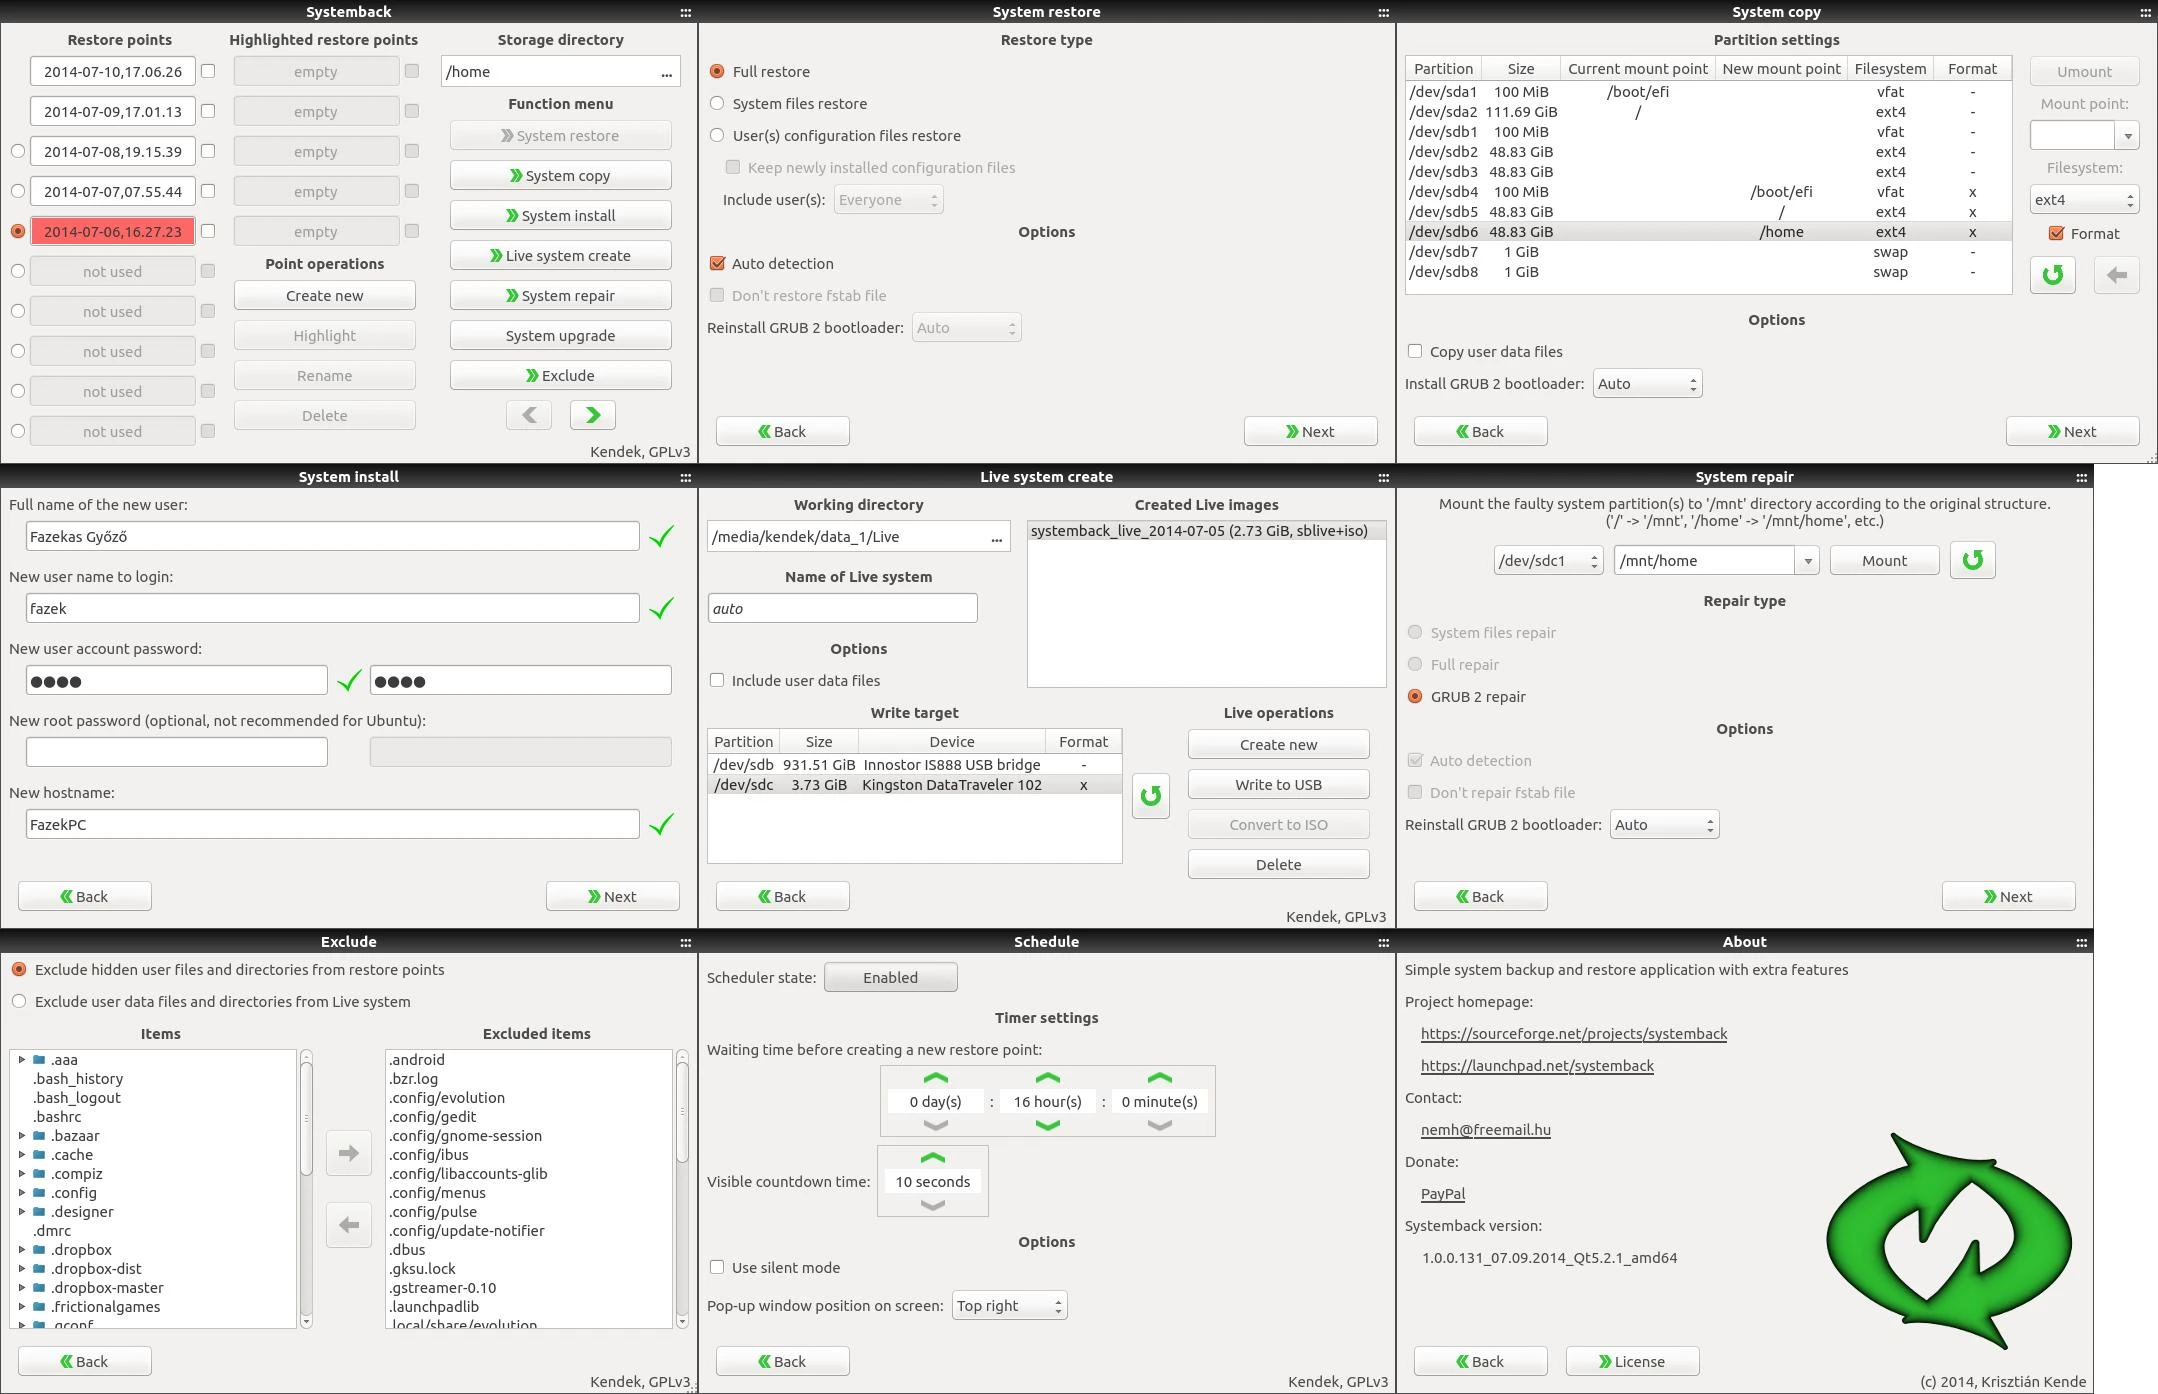 Systemback
Restore points
Highlighted restore points
Storage directory
2014-07-10,17.06.26
empty
/home
...
2014-07-09,17.01.13
empty
Function menu
System restore
2014-07-08,19.15.39
empty
System copy
2014-07-07,07.55.44
empty
System install
2014-07-06,16.27.23
empty
Live system create
not used
Point operations
Create new
System repair
not used
Highlight
System upgrade
not used
Rename
Exclude
not used
Delete
not used
Kendek, GPLv3
System restore
Restore type
Full restore
System files restore
User(s) configuration files restore
Keep newly installed configuration files
Include user(s): Everyone
Options
Auto detection
Don't restore fstab file
Reinstall GRUB 2 bootloader: Auto
Back
Next
System copy
Partition settings
Partition Size Current mount point New mount point Filesystem Format
/dev/sda1 100 MiB /boot/efi vfat -
/dev/sda2 111.69 GiB / ext4 -
/dev/sdb1 100 MiB vfat -
/dev/sdb2 48.83 GiB ext4 -
/dev/sdb3 48.83 GiB ext4 -
/dev/sdb4 100 MiB /boot/efi vfat x
/dev/sdb5 48.83 GiB / ext4 x
/dev/sdb6 48.83 GiB /home ext4 x
/dev/sdb7 1 GiB swap -
/dev/sdb8 1 GiB swap -
Umount
Mount point:
Filesystem:
ext4
Format
Options
Copy user data files
Install GRUB 2 bootloader: Auto
Back
Next
System install
Full name of the new user:
Fazekas Győző
New user name to login:
fazek
New user account password:
●●●● ●●●●
New root password (optional, not recommended for Ubuntu):
New hostname:
FazekPC
Back
Next
Live system create
Working directory
/media/kendek/data_1/Live
...
Name of Live system
auto
Options
Include user data files
Created Live images
systemback_live_2014-07-05 (2.73 GiB, sblive+iso)
Write target
Partition Size Device Format
/dev/sdb 931.51 GiB Innostor IS888 USB bridge -
/dev/sdc 3.73 GiB Kingston DataTraveler 102 x
Live operations
Create new
Write to USB
Convert to ISO
Delete
Back
Kendek, GPLv3
System repair
Mount the faulty system partition(s) to '/mnt' directory according to the original structure.
('/' -> '/mnt', '/home' -> '/mnt/home', etc.)
/dev/sdc1 /mnt/home Mount
Repair type
System files repair
Full repair
GRUB 2 repair
Options
Auto detection
Don't repair fstab file
Reinstall GRUB 2 bootloader: Auto
Back
Next
Exclude
Exclude hidden user files and directories from restore points
Exclude user data files and directories from Live system
Items
.aaa
.bash_history
.bash_logout
.bashrc
.bazaar
.cache
.compiz
.config
.designer
.dmrc
.dropbox
.dropbox-dist
.dropbox-master
.frictionalgames
.gconf
Excluded items
.android
.bzr.log
.config/evolution
.config/gedit
.config/gnome-session
.config/ibus
.config/libaccounts-glib
.config/menus
.config/pulse
.config/update-notifier
.dbus
.gksu.lock
.gstreamer-0.10
.launchpadlib
.local/share/evolution
Back
Kendek, GPLv3
Schedule
Scheduler state: Enabled
Timer settings
Waiting time before creating a new restore point:
0 day(s) : 16 hour(s) : 0 minute(s)
Visible countdown time: 10 seconds
Options
Use silent mode
Pop-up window position on screen: Top right
Back
Kendek, GPLv3
About
Simple system backup and restore application with extra features
Project homepage:
https://sourceforge.net/projects/systemback
https://launchpad.net/systemback
Contact:
nemh@freemail.hu
Donate:
PayPal
Systemback version:
1.0.0.131_07.09.2014_Qt5.2.1_amd64
Back
License
(c) 2014, Krisztián Kende